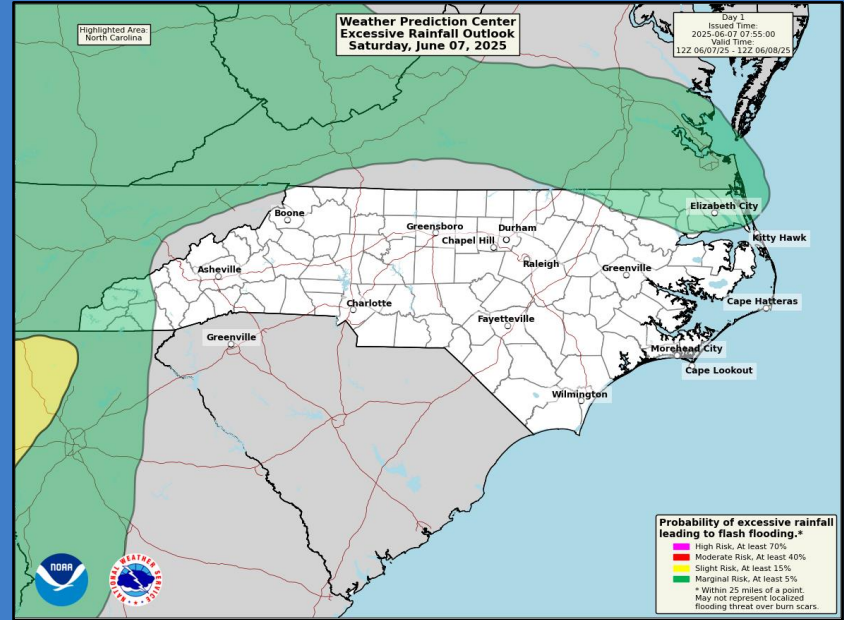 Highlighted Area:
North Carolina
Weather Prediction Center
Excessive Rainfall Outlook
Saturday, June 07, 2025
Day 1
Issued Time:
2025-06-07 07:55:00
Valid Time:
12Z 06/07/25 - 12Z 06/08/25
Elizabeth City
Boone
Greensboro
Durham
Chapel Hill
Kitty Hawk
Raleigh
Asheville
Greenville
Charlotte
Cape Hatteras
Fayetteville
Greenville
Morehead City
Cape Lookout
Wilmington
Probability of excessive rainfall
leading to flash flooding.*
High Risk, At least 70%
Moderate Risk, At least 40%
Slight Risk, At least 15%
Marginal Risk, At least 5%
* Within 25 miles of a point.
May not represent localized
flooding threat over burn scars.
NOAA
NATIONAL WEATHER SERVICE